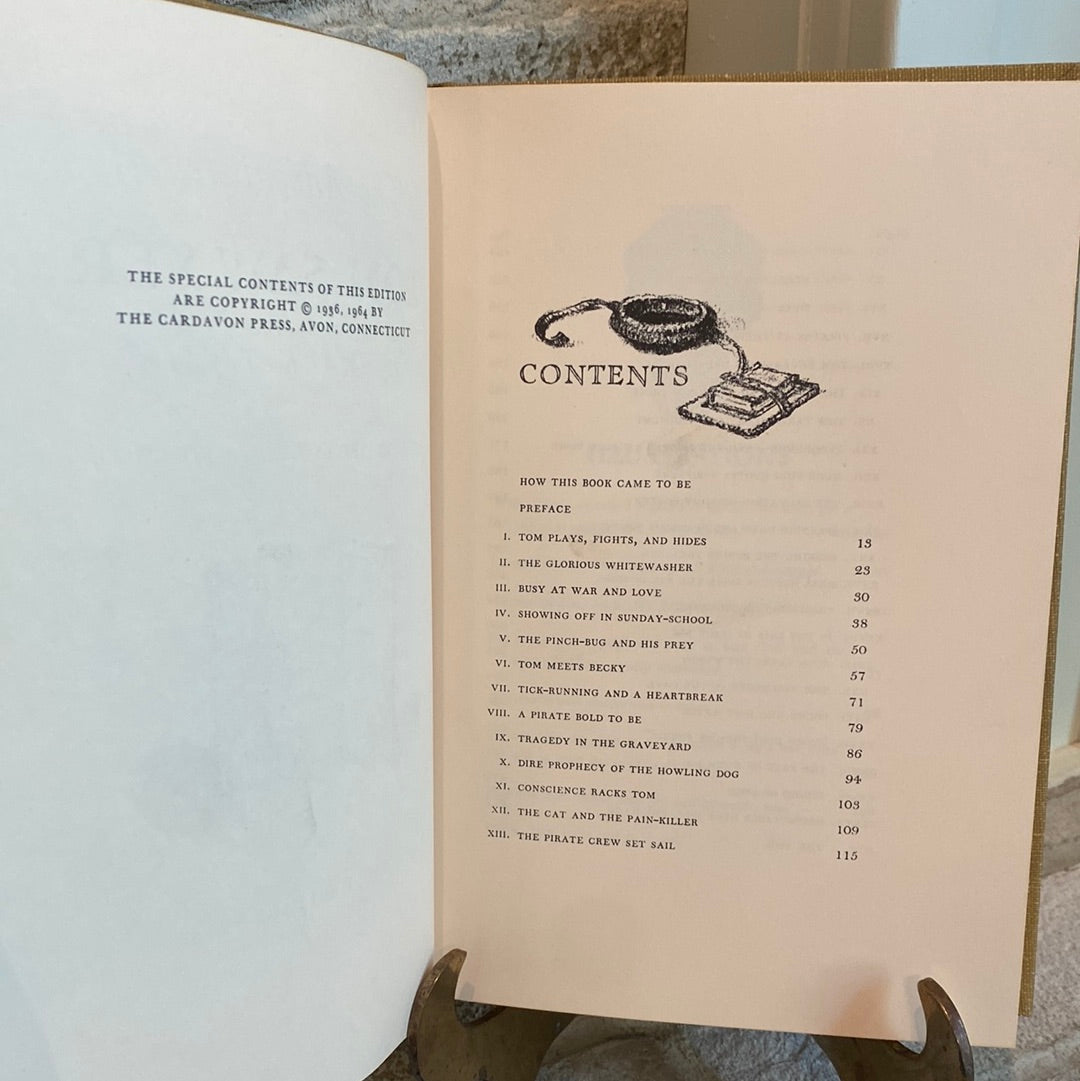 THE SPECIAL CONTENTS OF THIS EDITION
ARE COPYRIGHT © 1936, 1964 BY
THE CARDAVON PRESS, AVON, CONNECTICUT
CONTENTS
HOW THIS BOOK CAME TO BE
PREFACE
I. TOM PLAYS, FIGHTS, AND HIDES 13
II. THE GLORIOUS WHITEWASHER 23
III. BUSY AT WAR AND LOVE 30
IV. SHOWING OFF IN SUNDAY-SCHOOL 38
V. THE PINCH-BUG AND HIS PREY 50
VI. TOM MEETS BECKY 57
VII. TICK-RUNNING AND A HEARTBREAK 71
VIII. A PIRATE BOLD TO BE 79
IX. TRAGEDY IN THE GRAVEYARD 86
X. DIRE PROPHECY OF THE HOWLING DOG 94
XI. CONSCIENCE RACKS TOM 103
XII. THE CAT AND THE PAIN-KILLER 109
XIII. THE PIRATE CREW SET SAIL 115